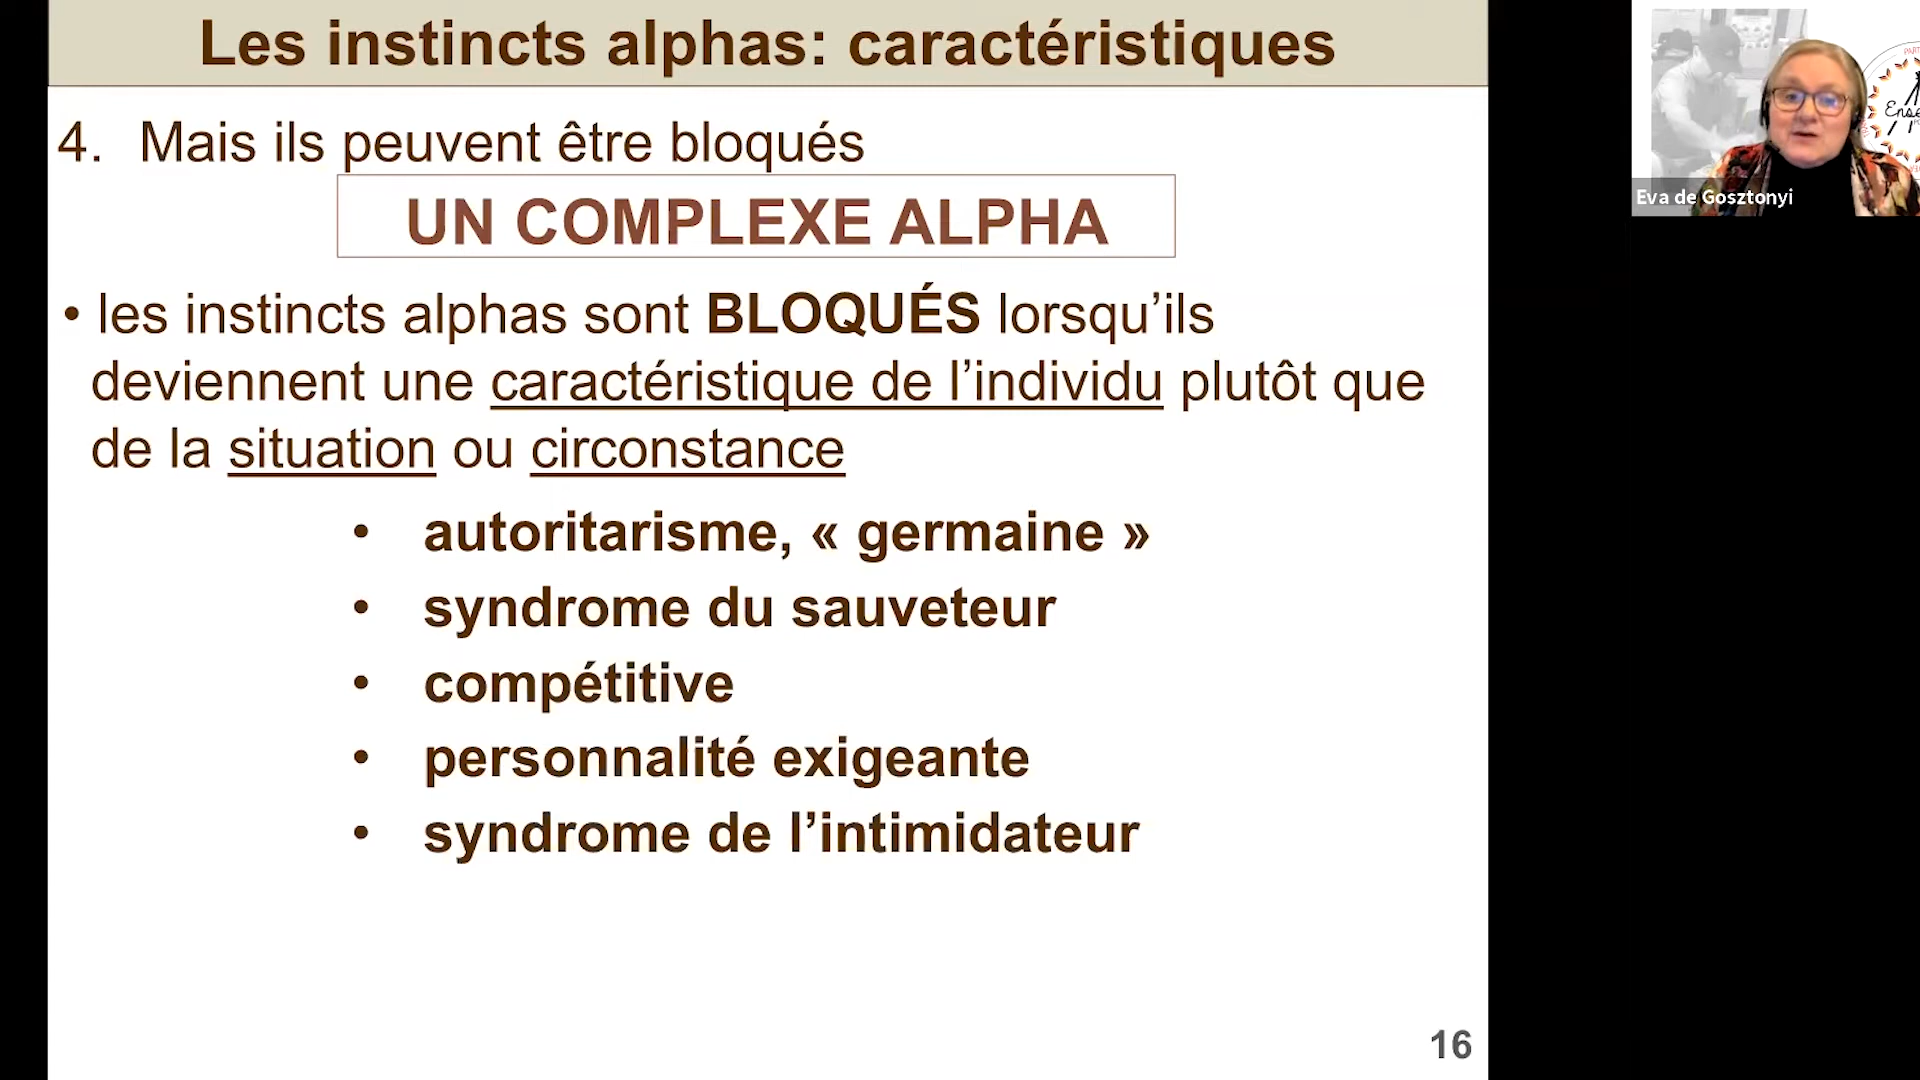 Les instincts alphas: caractéristiques
4. Mais ils peuvent être bloqués
UN COMPLEXE ALPHA
• les instincts alphas sont BLOQUÉS lorsqu’ils
deviennent une caractéristique de l’individu plutôt que
de la situation ou circonstance
• autoritarisme, « germaine »
• syndrome du sauveteur
• compétitive
• personnalité exigeante
• syndrome de l’intimidateur
16
Eva de Gosztonyi